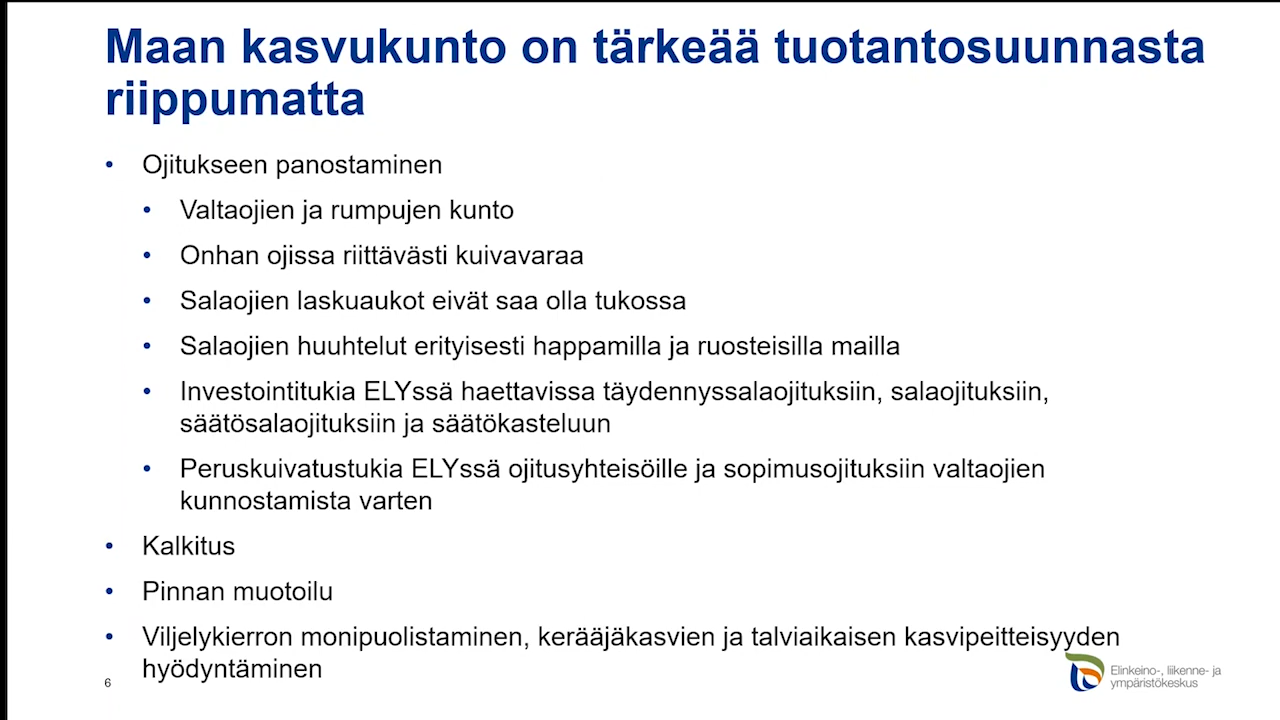 Maan kasvukunto on tärkeää tuotantosuunnasta
riippumatta
• Ojitukseen panostaminen
• Valtaojien ja rumpujen kunto
• Onhan ojissa riittävästi kuivavaraa
• Salaojien laskuaukot eivät saa olla tukossa
• Salaojien huuhtelut erityisesti happamilla ja ruosteisilla mailla
• Investointitukia ELYssä haettavissa täydennyssalaojituksiin, salaojituksiin,
säätösalaojituksiin ja säätökasteluun
• Peruskuivatustukia ELYssä ojitusyhteisöille ja sopimusojituksiin valtaojien
kunnostamista varten
• Kalkitus
• Pinnan muotoilu
• Viljelykierron monipuolistaminen, kerääjäkasvien ja talviaikaisen kasvipeitteisyyden
hyödyntäminen
6
Elinkeino-, liikenne- ja
ympäristökeskus